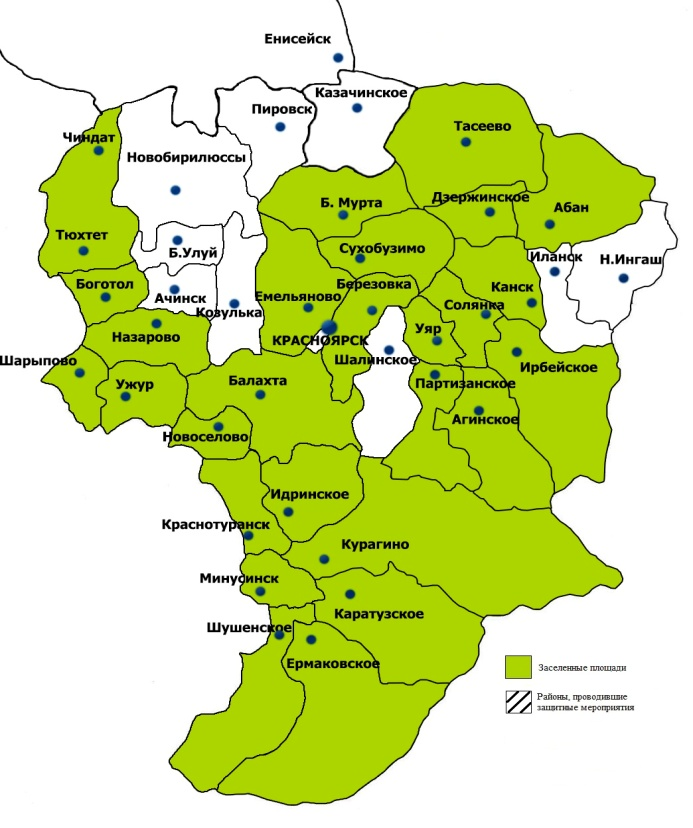 Енисейск
Казачинское
Пировск
Тасеево
Чиндат
Новобирилюссы
Дзержинское
Б. Мурта
Абан
Тюхтет
Сухобузимо
Б.Улуй
Иланск
Н.Ингаш
Боготол
Березовка
Канск
Ачинск
Емельяново
Солянка
Козулька
Уяр
Назарово
КРАСНОЯРСК
Шарыпово
Шалинское
Ирбейское
Ужур
Балахта
Партизанское
Агинское
Новоселово
Идринское
Краснотуранск
Курагино
Минусинск
Каратузское
Шушенское
Ермаковское
Заселенные площади
Районы, проводившие
защитные мероприятия